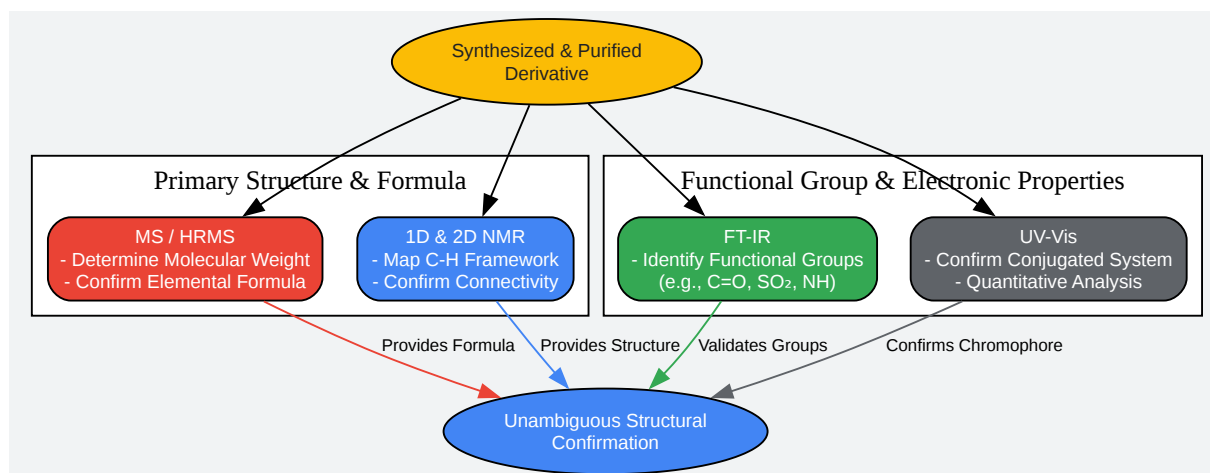 Synthesized & Purified
Derivative
Primary Structure & Formula
Functional Group & Electronic Properties
MS / HRMS
- Determine Molecular Weight
- Confirm Elemental Formula
1D & 2D NMR
- Map C-H Framework
- Confirm Connectivity
FT-IR
- Identify Functional Groups
(e.g., C=O, SO₂, NH)
UV-Vis
- Confirm Conjugated System
- Quantitative Analysis
Provides Formula
Provides Structure
Validates Groups
Confirms Chromophore
Unambiguous Structural
Confirmation